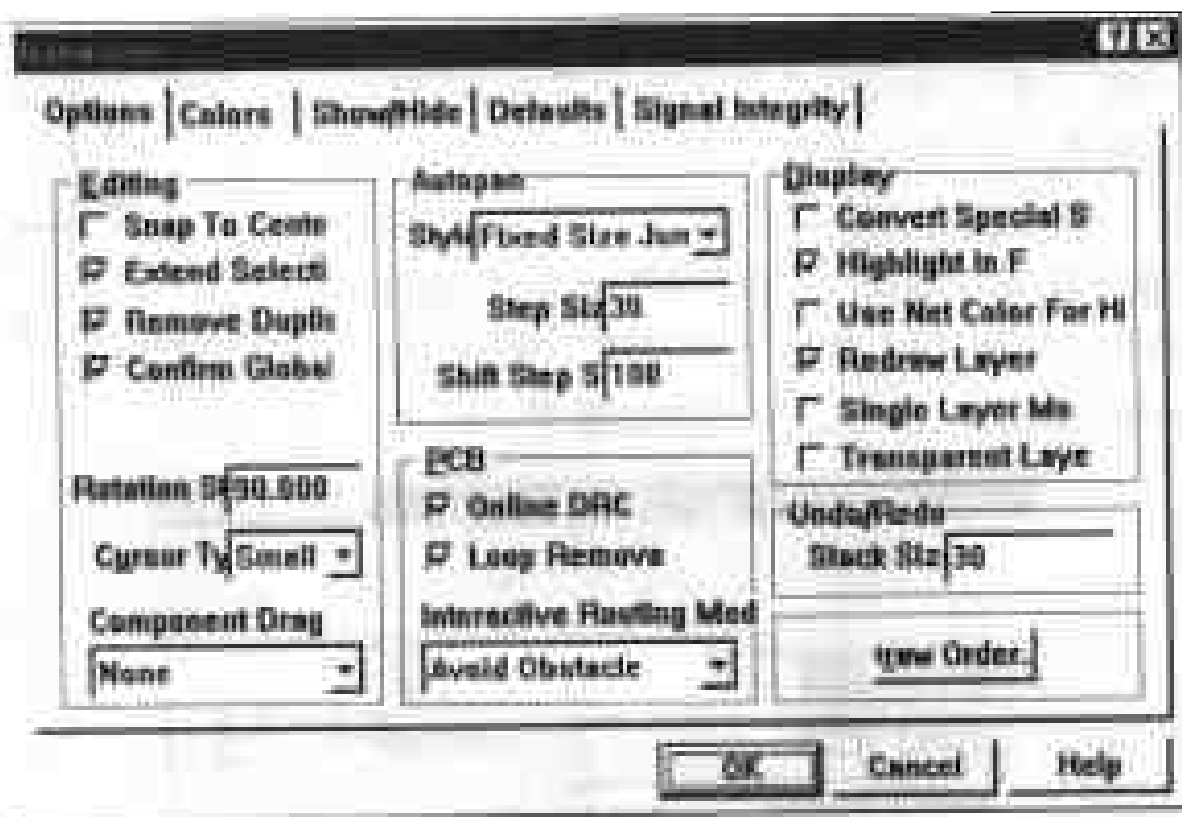 Options Colors Show/Hide Defaults Signal Integrity
Editing
Snap To Cente
Extend Selecti
Remove Duplic
Confirm Global
Rotation St 90.000
Cursor Ty Small
Component Drag
None
Autopan
Style Fixed Size Jum
Step Siz 30
Shift Step S 100
PCB
Online DRC
Loop Remova
Interactive Routing Mod
Avoid Obstacle
Display
Convert Special S
Highlight in F
Use Net Color For Hi
Redraw Layer
Single Layer Mo
Transparent Laye
Undo/Redo
Stack Siz 30
Order
OK Cancel Help